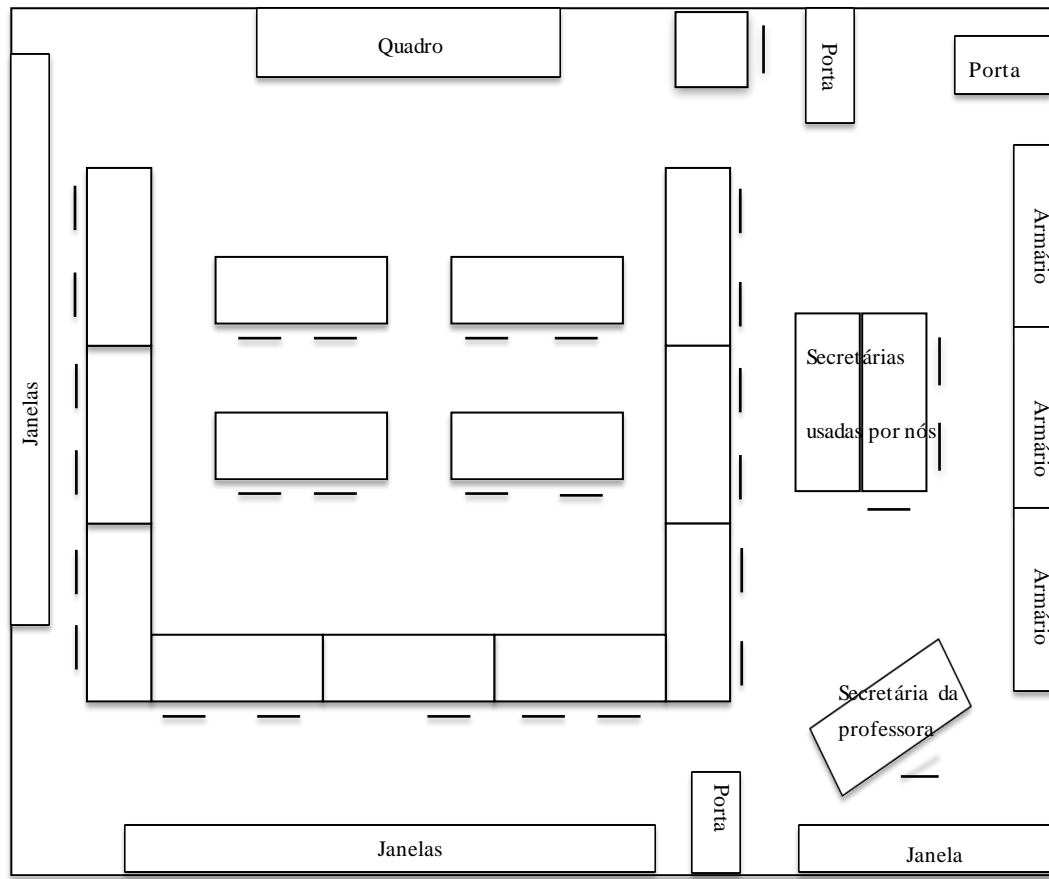 Quadro
Porta
Porta
Armário
Janelas
Secretárias
usadas por nós
Armário
Armário
Secretária da
professora
Porta
Janelas
Janela